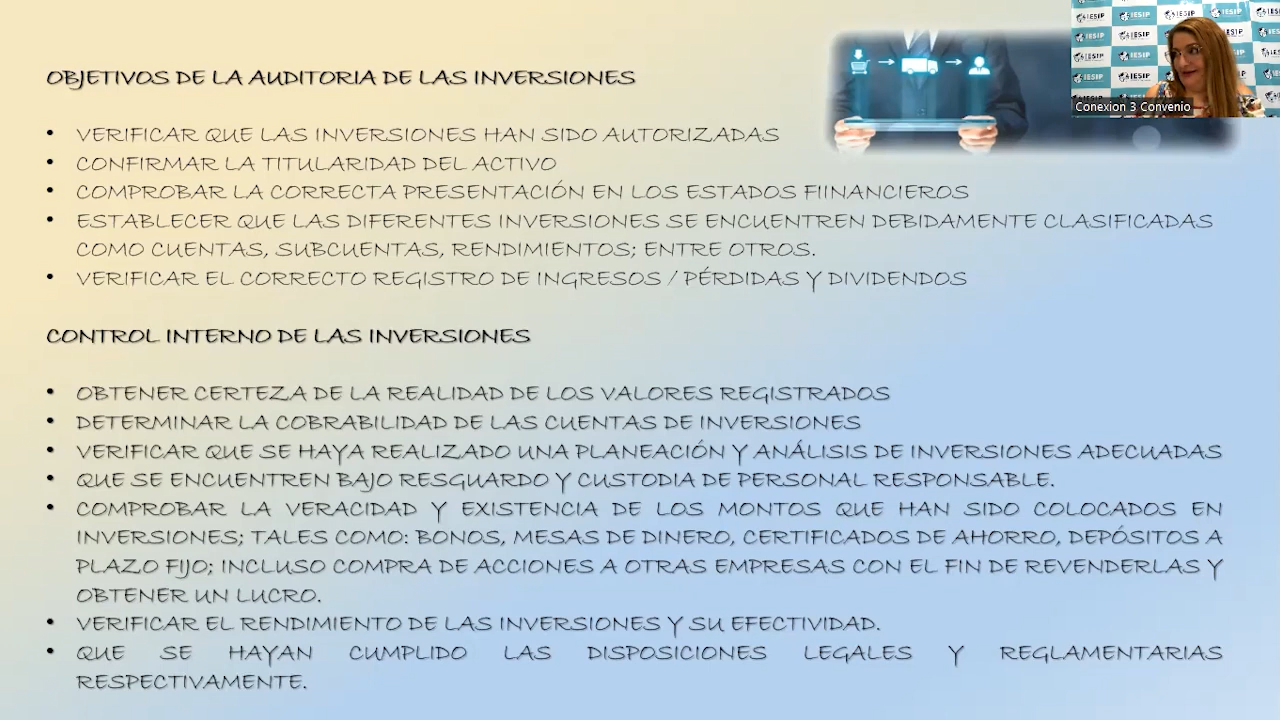 OBJETIVOS DE LA AUDITORIA DE LAS INVERSIONES
• VERIFICAR QUE LAS INVERSIONES HAN SIDO AUTORIZADAS
• CONFIRMAR LA TITULARIDAD DEL ACTIVO
• COMPROBAR LA CORRECTA PRESENTACIÓN EN LOS ESTADOS FIINANCIEROS
• ESTABLECER QUE LAS DIFERENTES INVERSIONES SE ENCUENTREN DEBIDAMENTE CLASIFICADAS
COMO CUENTAS, SUBCUENTAS, RENDIMIENTOS; ENTRE OTROS.
• VERIFICAR EL CORRECTO REGISTRO DE INGRESOS / PÉRDIDAS Y DIVIDENDOS
CONTROL INTERNO DE LAS INVERSIONES
• OBTENER CERTEZA DE LA REALIDAD DE LOS VALORES REGISTRADOS
• DETERMINAR LA COBRABILIDAD DE LAS CUENTAS DE INVERSIONES
• VERIFICAR QUE SE HAYA REALIZADO UNA PLANEACIÓN Y ANÁLISIS DE INVERSIONES ADECUADAS
• QUE SE ENCUENTREN BAJO RESGUARDO Y CUSTODIA DE PERSONAL RESPONSABLE.
• COMPROBAR LA VERACIDAD Y EXISTENCIA DE LOS MONTOS QUE HAN SIDO COLOCADOS EN
INVERSIONES; TALES COMO: BONOS, MESAS DE DINERO, CERTIFICADOS DE AHORRO, DEPÓSITOS A
PLAZO FIJO; INCLUSO COMPRA DE ACCIONES A OTRAS EMPRESAS CON EL FIN DE REVENDERLAS Y
OBTENER UN LUCRO.
• VERIFICAR EL RENDIMIENTO DE LAS INVERSIONES Y SU EFECTIVIDAD.
• QUE SE HAYAN CUMPLIDO LAS DISPOSICIONES LEGALES Y REGLAMENTARIAS
RESPECTIVAMENTE.
IESIP
Conexion 3 Convenio